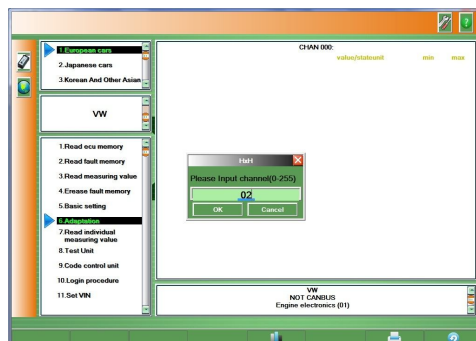 1.European cars
2.Japanese cars
3.Korean And Other Asian
VW
1.Read ecu memory
2.Read fault memory
3.Read measuring value
4.Erease fault memory
5.Basic setting
6.Adaptation
7.Read individual
measuring value
8.Test Unit
9.Code control unit
10.Login procedure
11.Set VIN
CHAN 000:
value/stateunit min max
HxH
Please Input channel(0-255)
02
OK Cancel
VW
NOT CANBUS
Engine electronics (01)